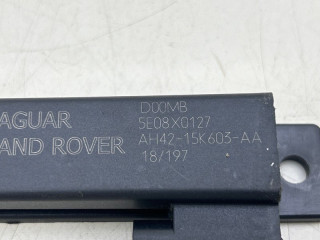 D00MB
5E08X0127
AGUAR
AND ROVER
AH42-15K603-AA
18/197